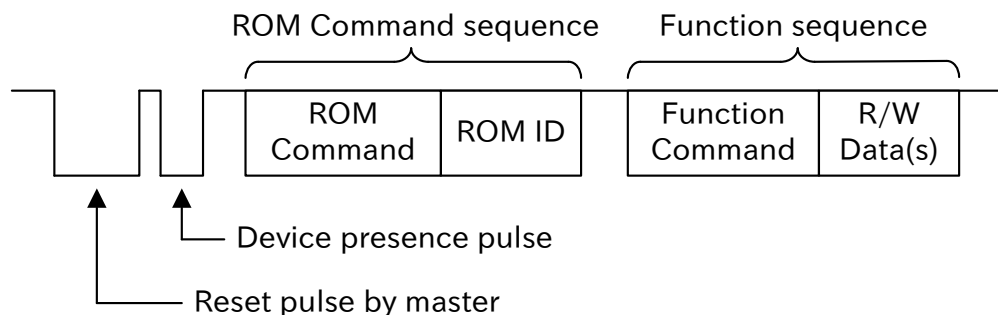 ROM Command sequence
Function sequence
ROM
Command
ROM ID
Function
Command
R/W
Data(s)
Device presence pulse
Reset pulse by master